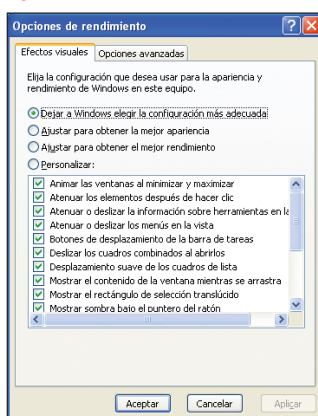 Opciones de rendimiento
Efectos visuales Opciones avanzadas
Elija la configuración que desea usar para la apariencia y
rendimiento de Windows en este equipo.
Dejar a Windows elegir la configuración más adecuada
Ajustar para obtener la mejor apariencia
Ajustar para obtener el mejor rendimiento
Personalizar:
Animar las ventanas al minimizar y maximizar
Atenuar los elementos después de hacer clic
Atenuar o deslizar la información sobre herramientas en la
Atenuar o deslizar los menús en la vista
Botones de desplazamiento de la barra de tareas
Deslizar los cuadros combinados al abrirlos
Desplazamiento suave de los cuadros de lista
Mostrar el contenido de la ventana mientras se arrastra
Mostrar el rectángulo de selección translúcido
Mostrar sombra bajo el puntero del ratón
Aceptar Cancelar Aplicar